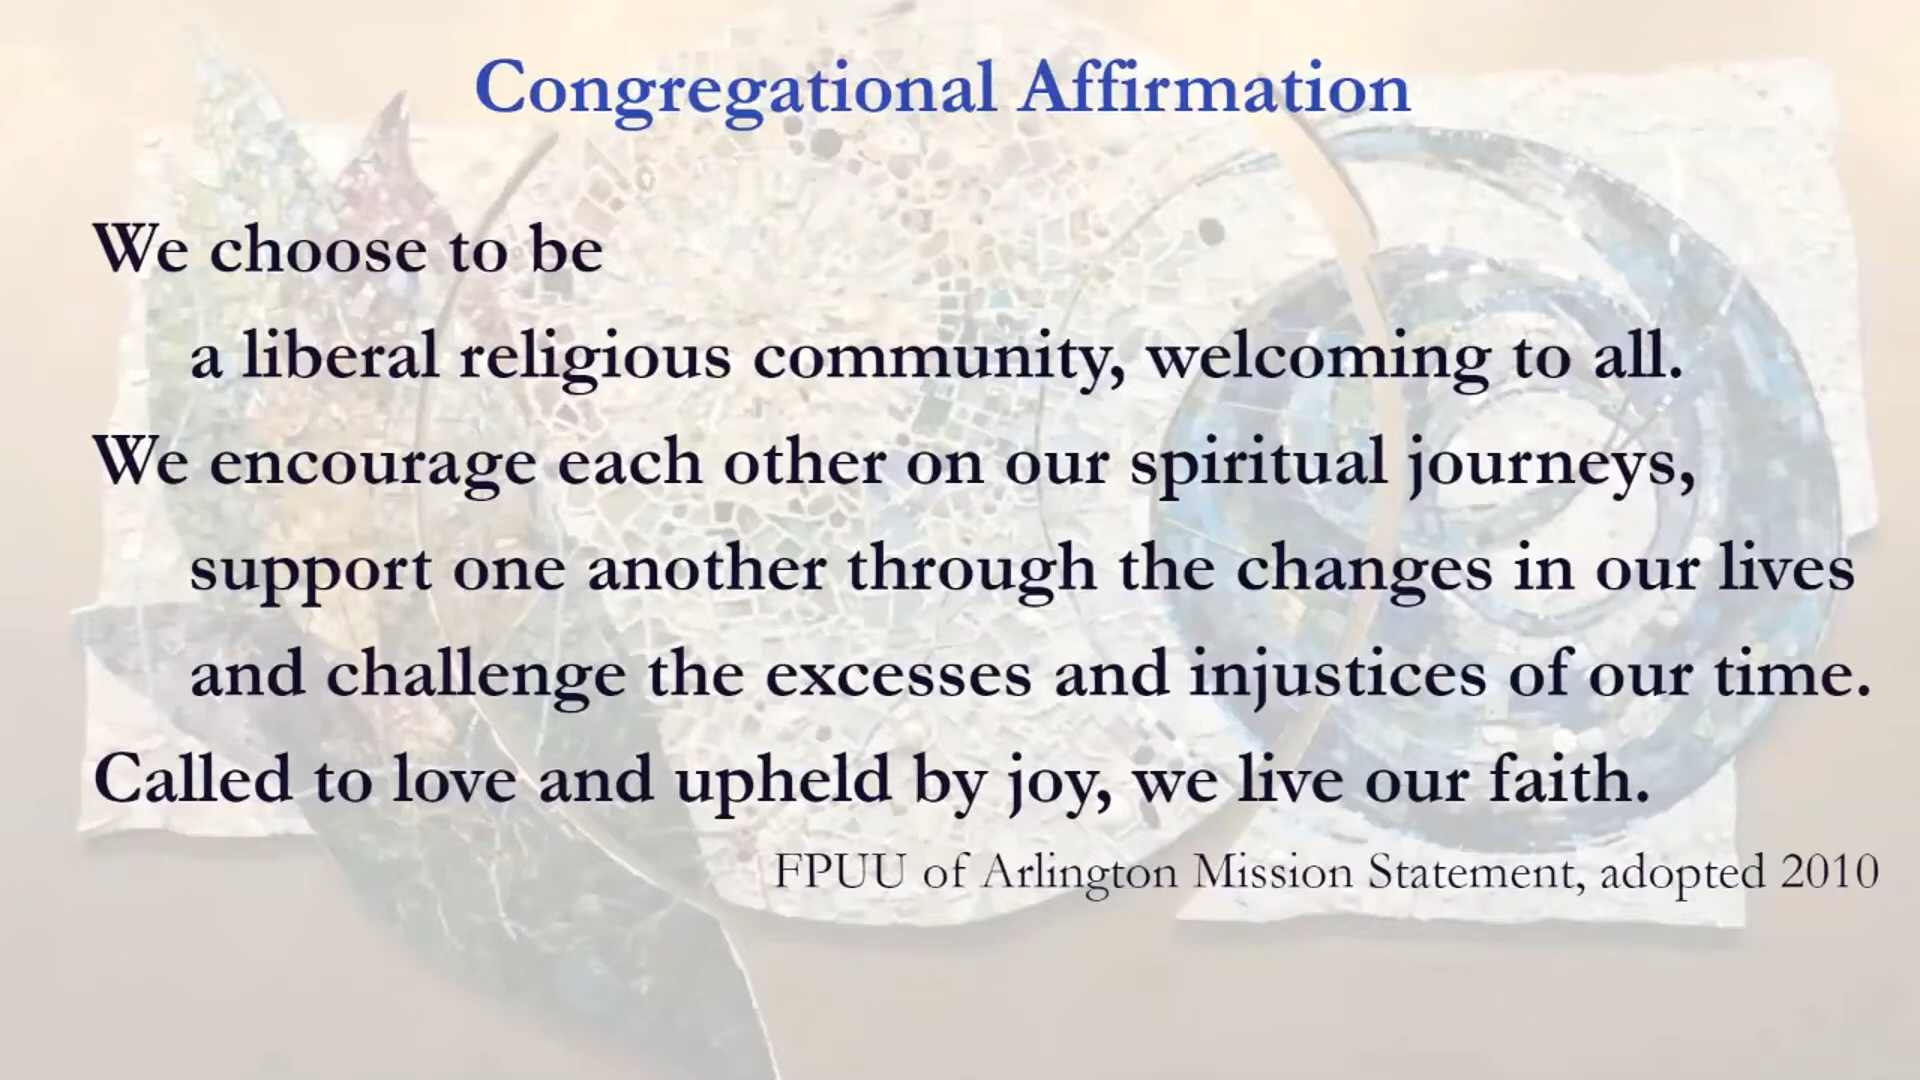 Congregational Affirmation
We choose to be
a liberal religious community, welcoming to all.
We encourage each other on our spiritual journeys,
support one another through the changes in our lives
and challenge the excesses and injustices of our time.
Called to love and upheld by joy, we live our faith.
FPUU of Arlington Mission Statement, adopted 2010